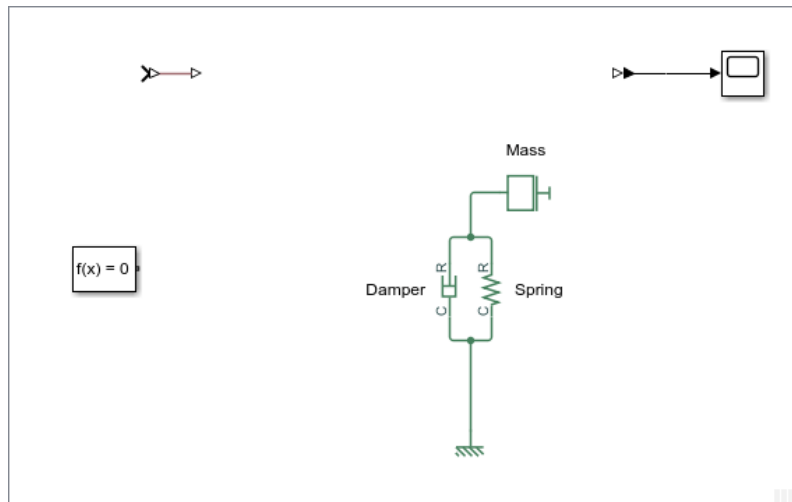 Mass
f(x) = 0
R
R
Damper
Spring
C
C